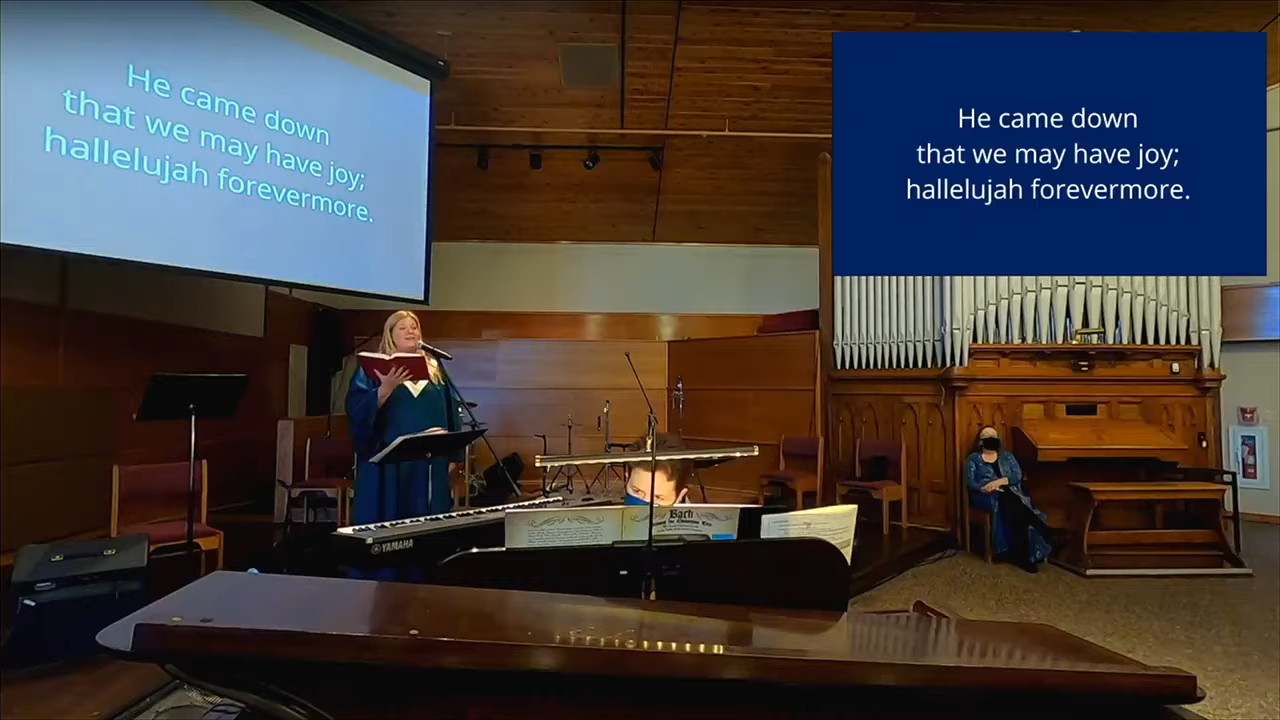 He came down
that we may have joy;
hallelujah forevermore.
He came down
that we may have joy;
hallelujah forevermore.
YAMAHA
Bach